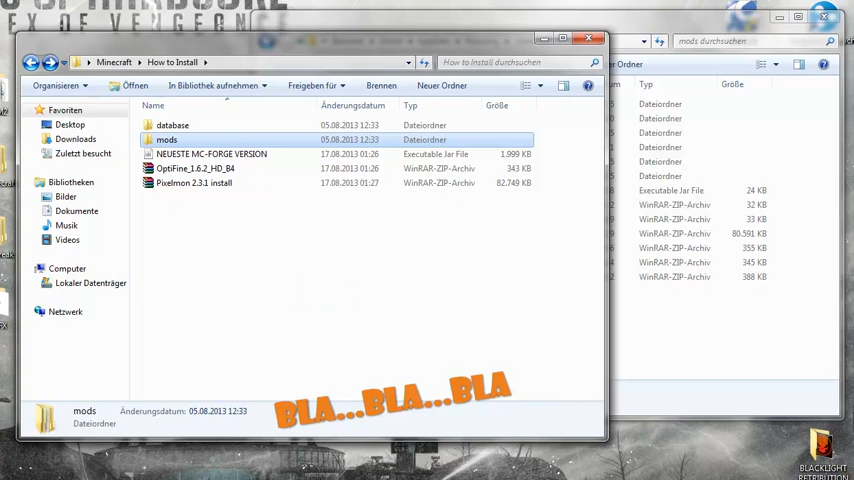 EX OF VENGEANCE
mods durchsuchen
Minecraft ▸ How to Install ▸
How to Install durchsuchen
Organisieren
Öffnen
In Bibliothek aufnehmen
Freigeben für
Brennen
Neuer Ordner
Favoriten
Desktop
Downloads
Zuletzt besucht
Bibliotheken
Bilder
Dokumente
Musik
Videos
Computer
Lokaler Datenträger
Netzwerk
Name Änderungsdatum Typ Größe
database 05.08.2013 12:33 Dateiordner
mods 05.08.2013 12:33 Dateiordner
NEUESTE MC-FORGE VERSION 17.08.2013 01:26 Executable Jar File 1.999 KB
OptiFine_1.6.2_HD_B4 17.08.2013 01:26 WinRAR-ZIP-Archiv 343 KB
Pixelmon 2.3.1 install 17.08.2013 01:27 WinRAR-ZIP-Archiv 82.749 KB
mods Änderungsdatum: 05.08.2013 12:33
Dateiordner
BLA...BLA...BLA
er Ordner
Typ Größe
Dateiordner
Dateiordner
Dateiordner
Dateiordner
Dateiordner
Dateiordner
Executable Jar File 24 KB
WinRAR-ZIP-Archiv 32 KB
WinRAR-ZIP-Archiv 33 KB
WinRAR-ZIP-Archiv 80.591 KB
WinRAR-ZIP-Archiv 355 KB
WinRAR-ZIP-Archiv 345 KB
WinRAR-ZIP-Archiv 388 KB
BLACKLIGHT
RETRIBUTION